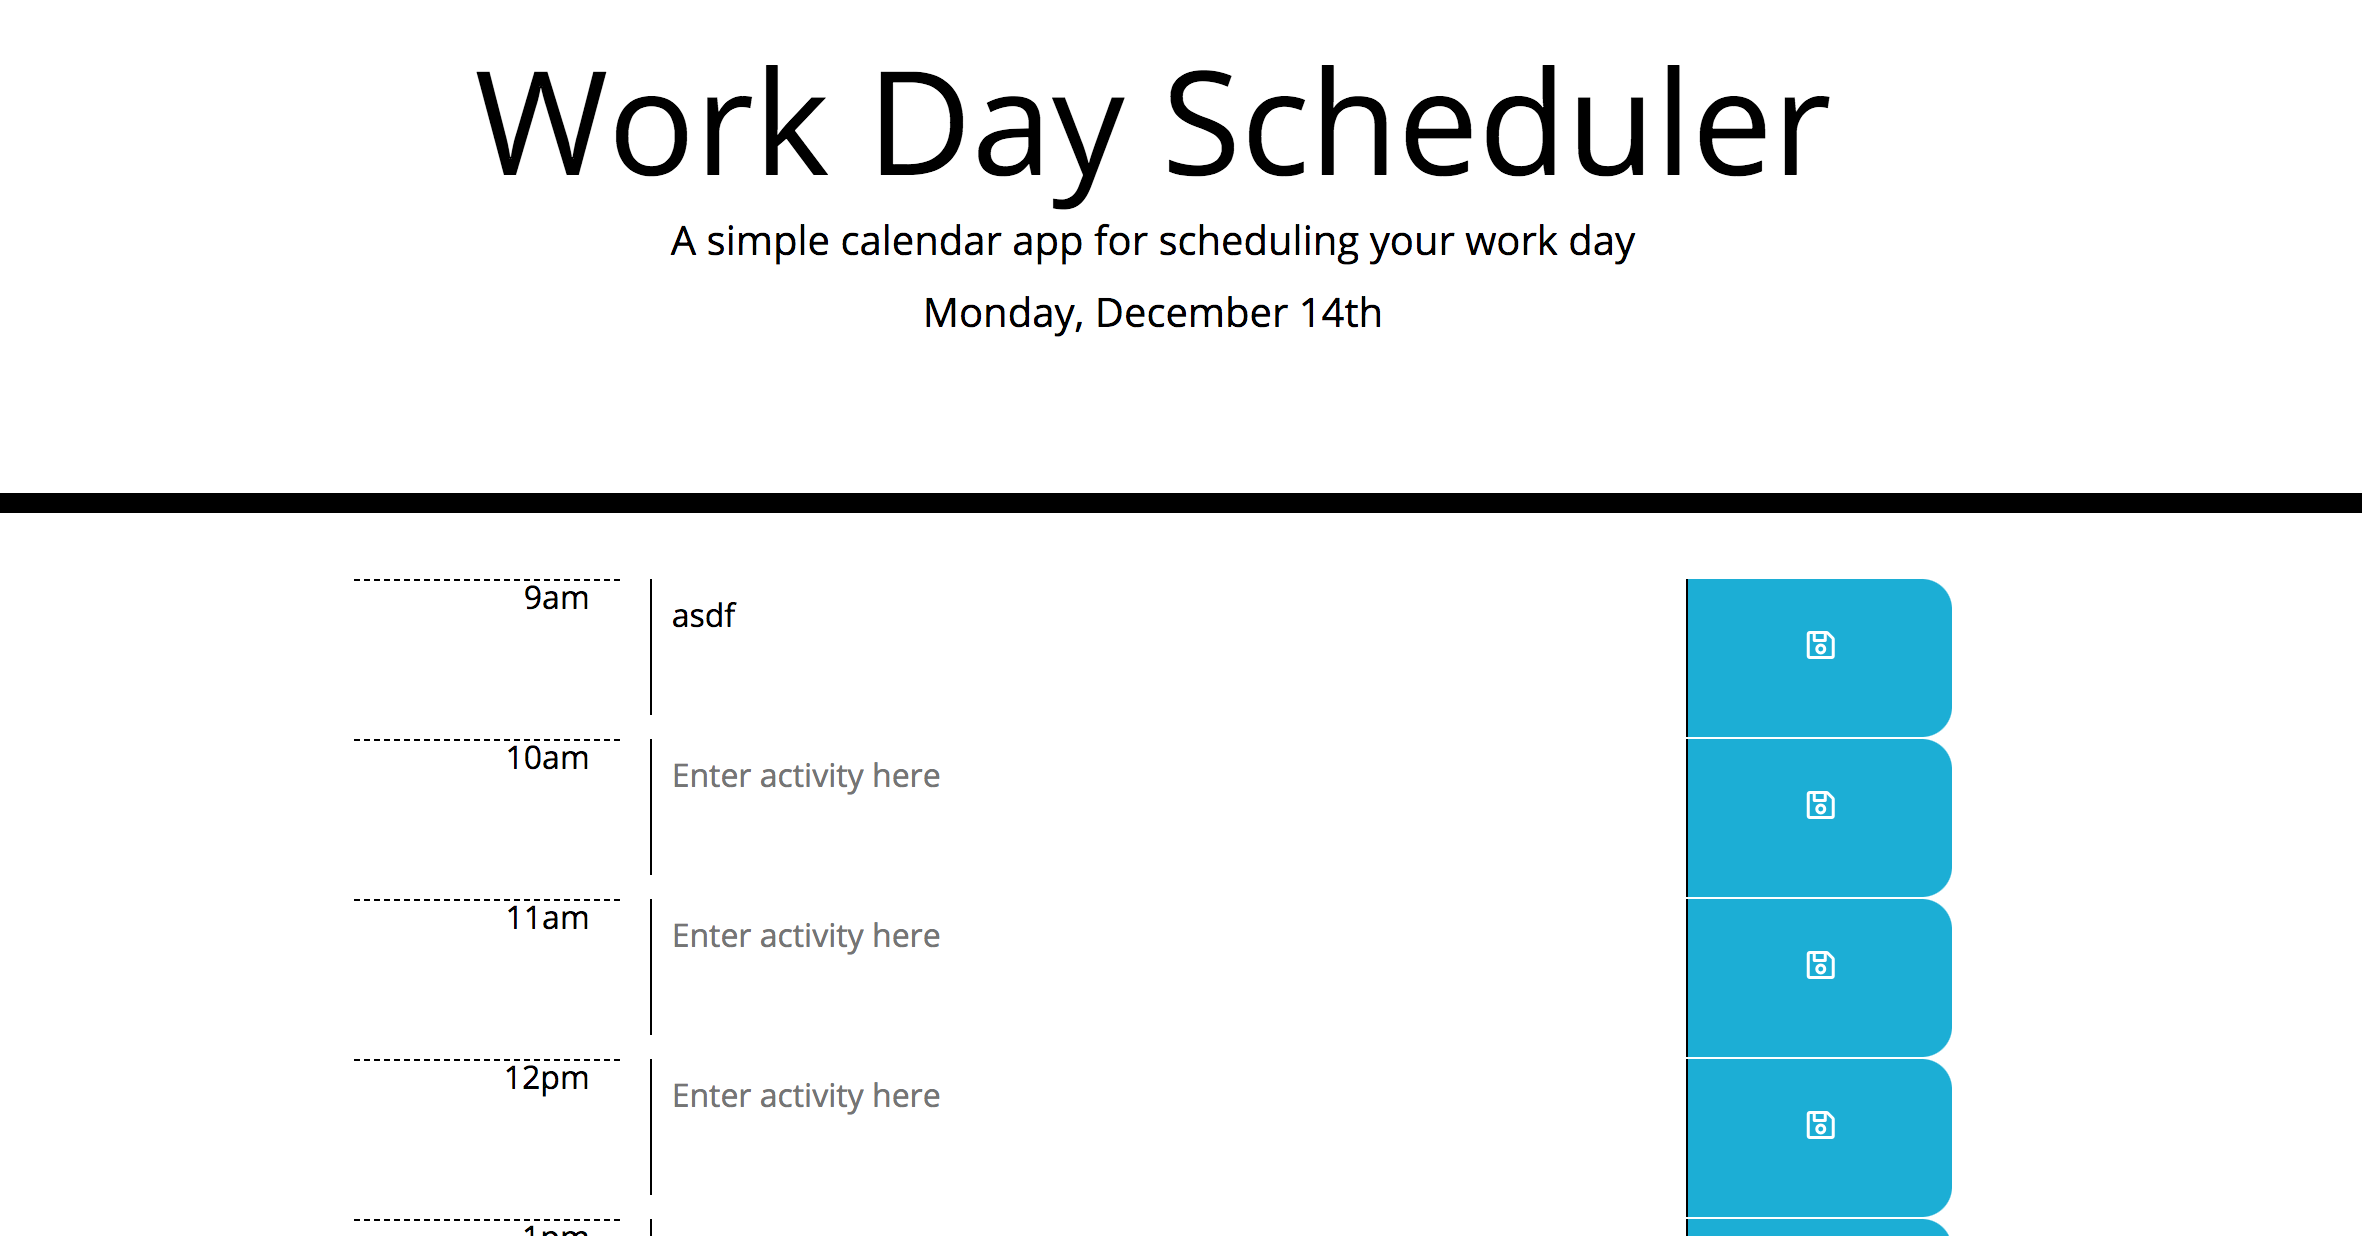 Work Day Scheduler
A simple calendar app for scheduling your work day
Monday, December 14th
9am
asdf
10am
Enter activity here
11am
Enter activity here
12pm
Enter activity here
1pm